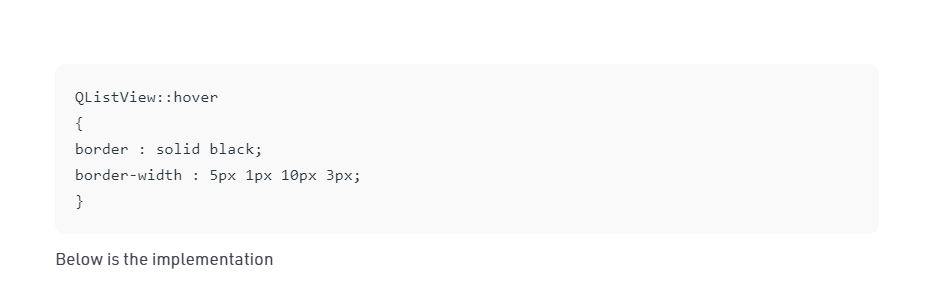 QListView::hover
{
border : solid black;
border-width : 5px 1px 10px 3px;
}
Below is the implementation